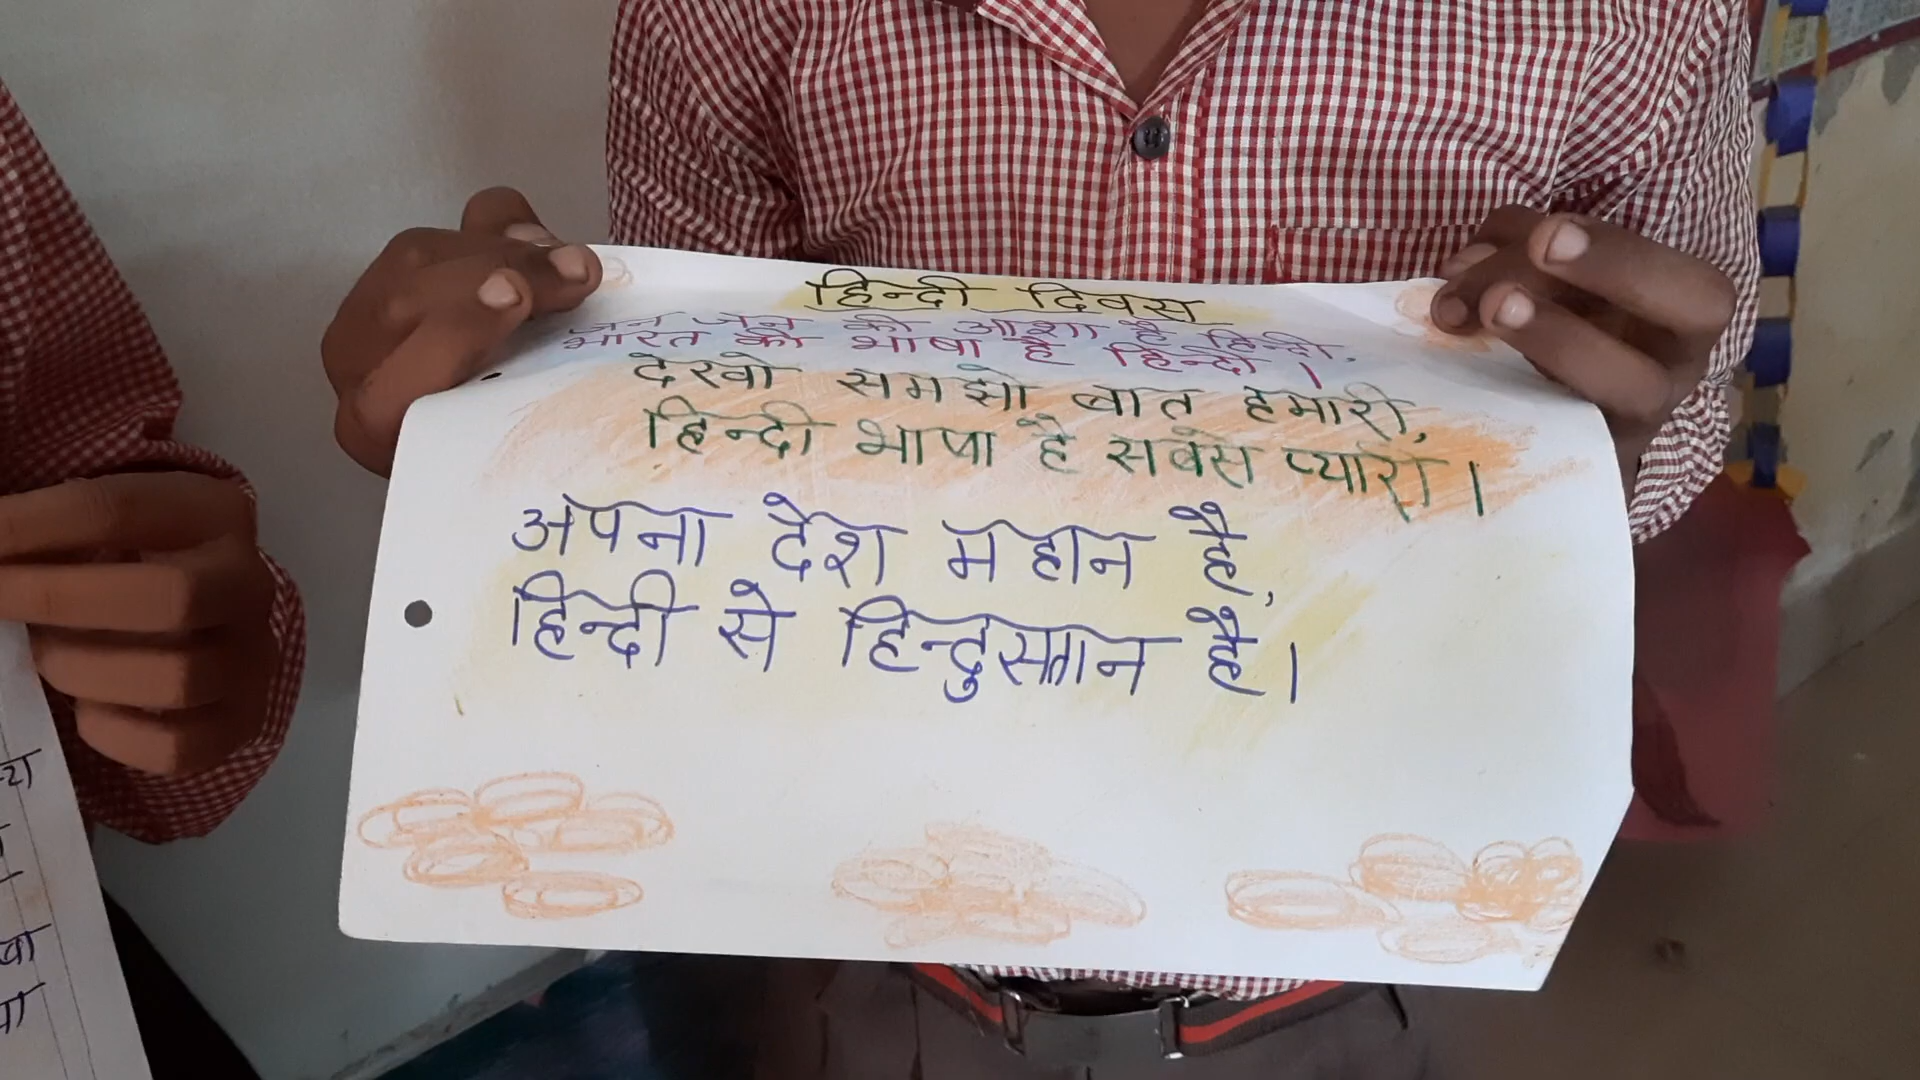 हिन्दी दिवस
जन जन की आशा है हिन्दी,
भारत की भाषा है हिन्दी।
देखो समझो बात हमारी,
हिन्दी भाषा है सबसे प्यारी।
अपना देश महान है,
हिन्दी से हिन्दुस्तान है।